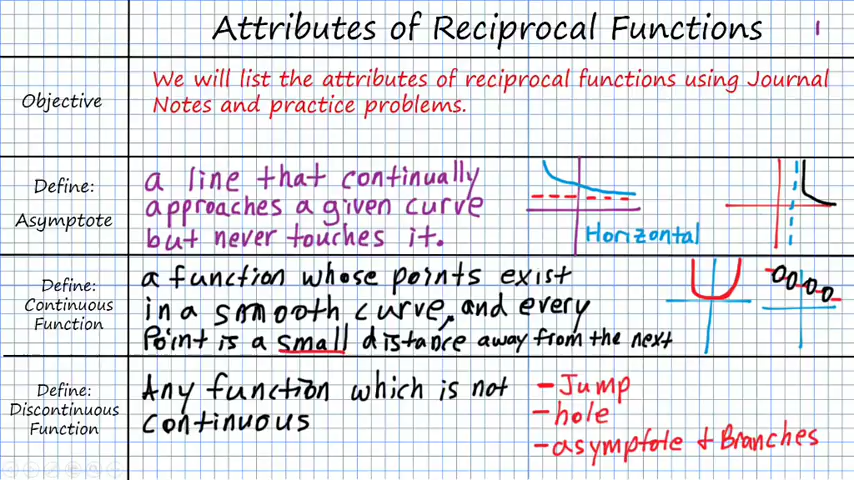 Attributes of Reciprocal Functions
1
Objective
We will list the attributes of reciprocal functions using Journal
Notes and practice problems.
Define:
Asymptote
a line that continually
approaches a given curve
but never touches it.
Horizontal
Define:
Continuous
Function
a function whose points exist
in a smooth curve, and every
Point is a small distance away from the next
Define:
Discontinuous
Function
Any function which is not
continuous
- Jump
- hole
- asymptote + Branches